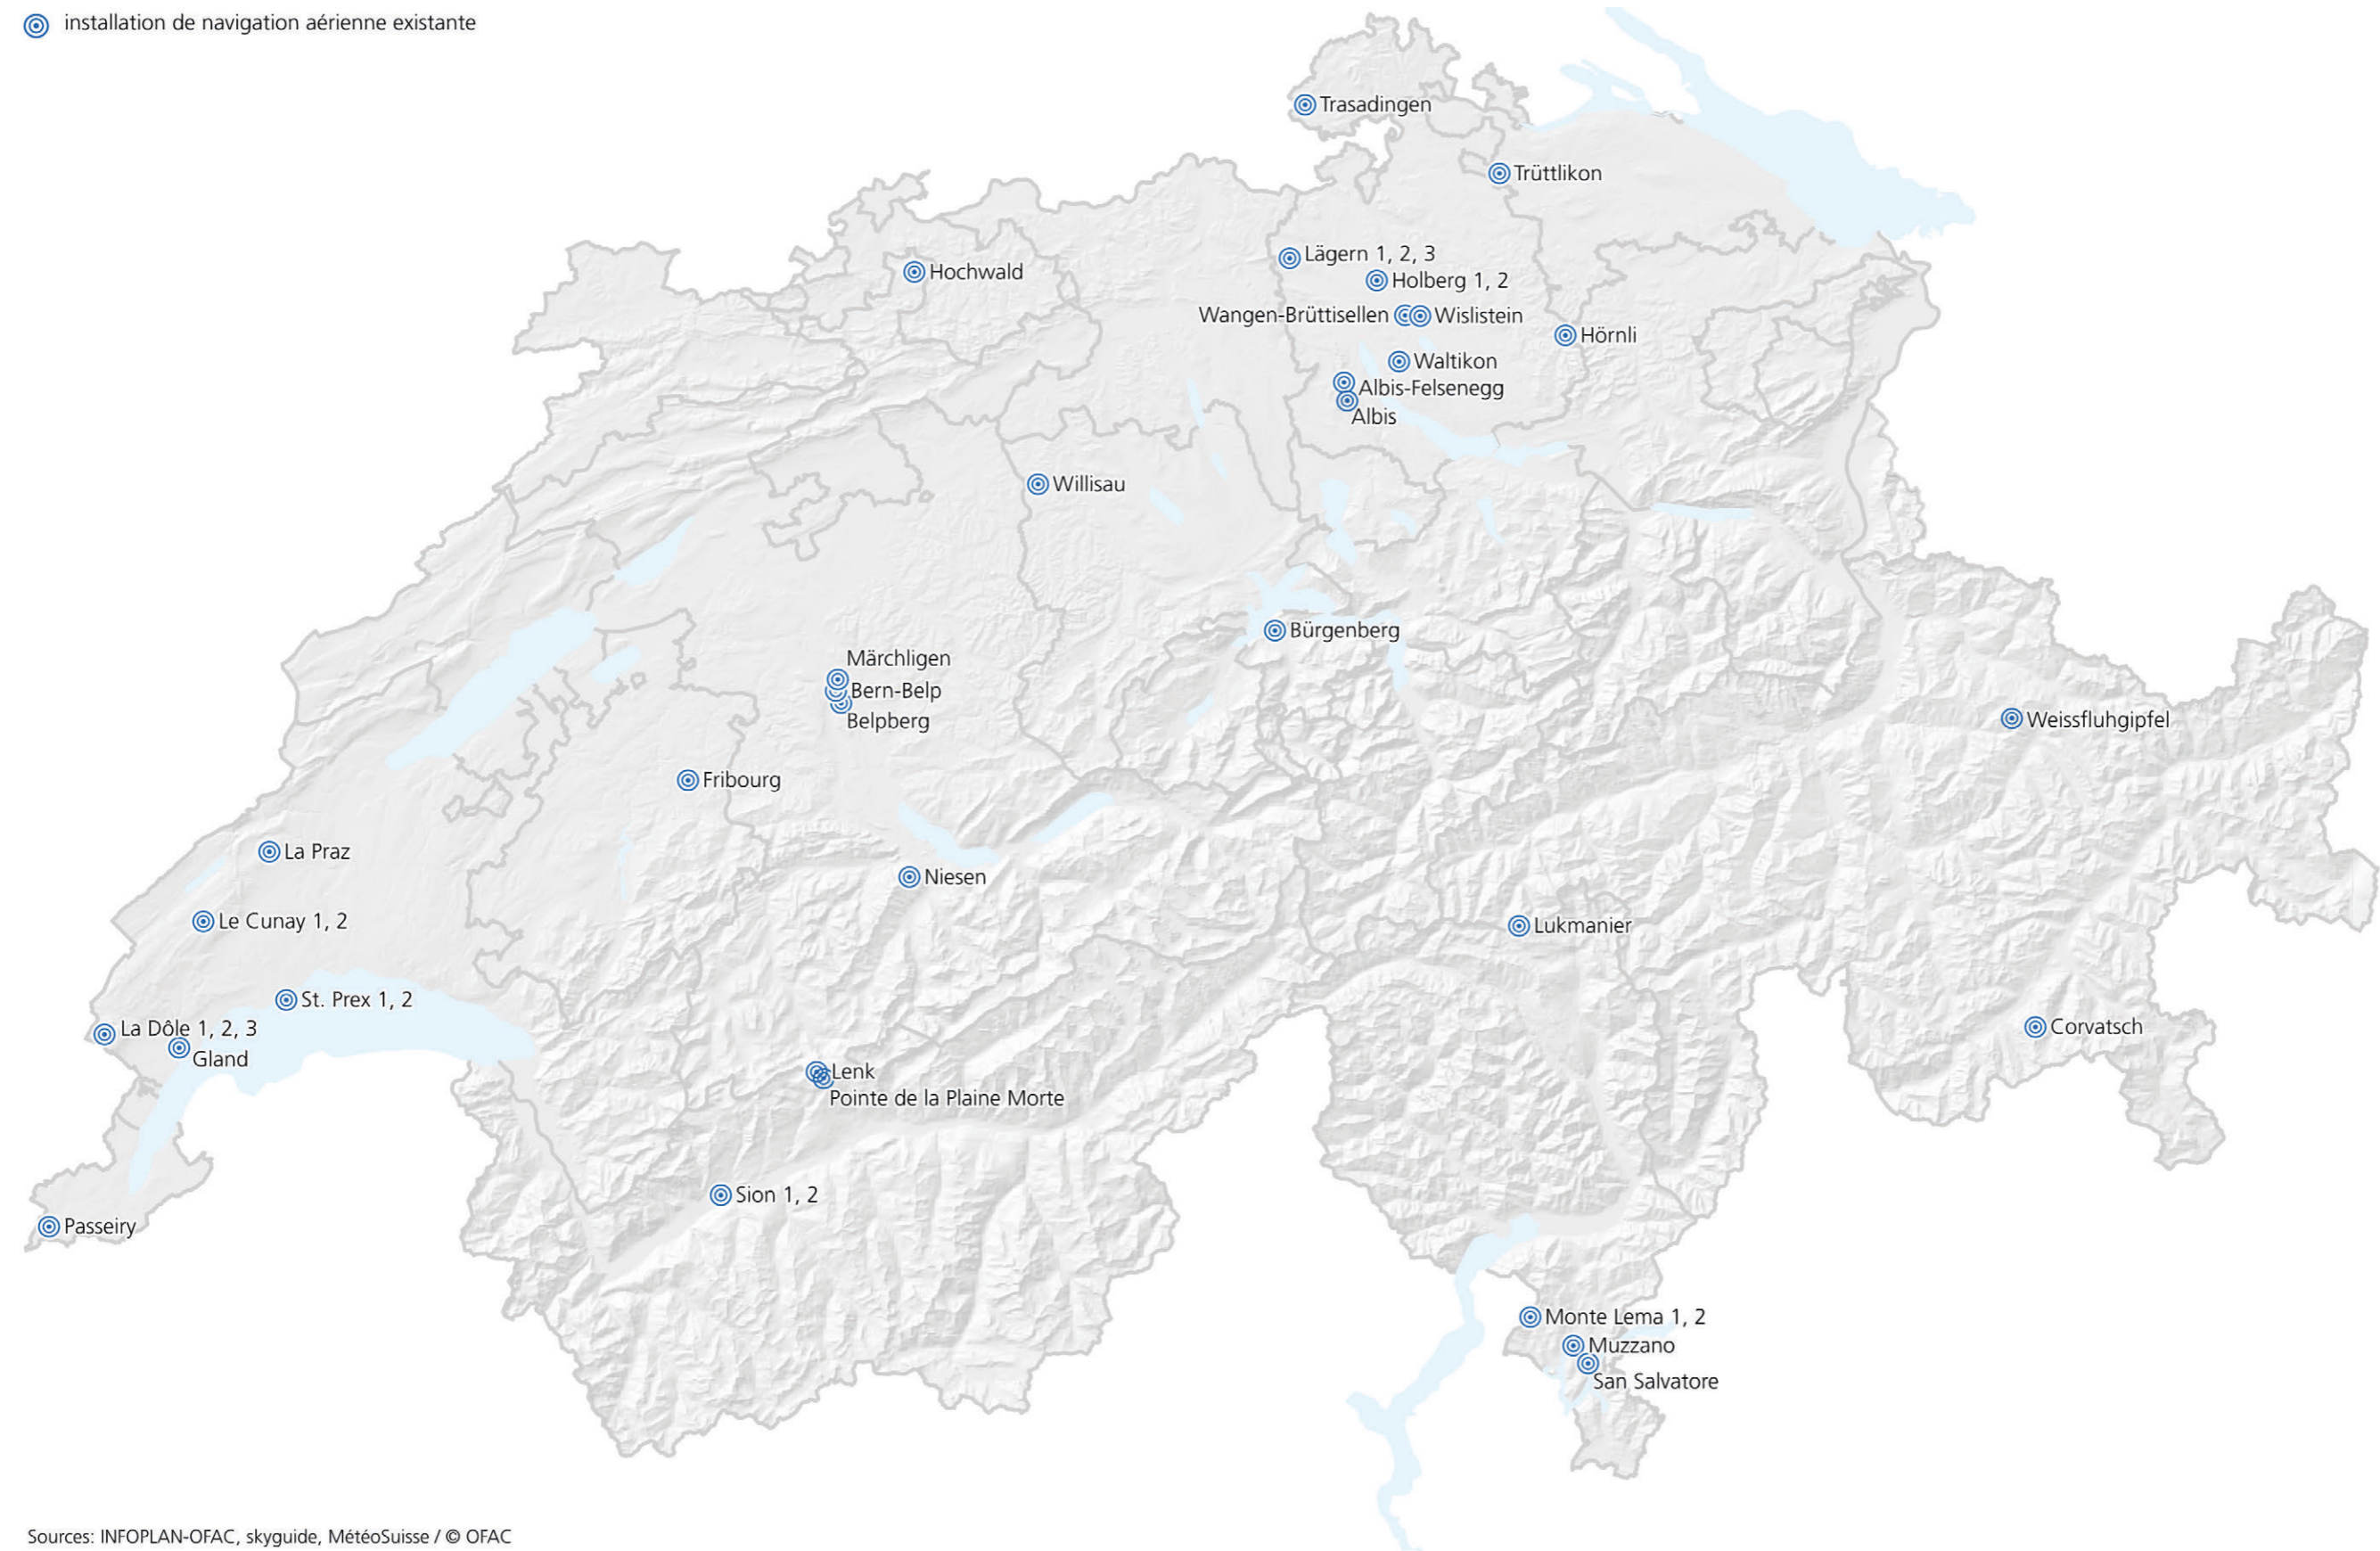 installation de navigation aérienne existante
Trasadingen
Trüttlikon
Lägern 1, 2, 3
Hochwald
Holberg 1, 2
Wangen-Brüttisellen
Wislistein
Hörnli
Waltikon
Albis-Felsenegg
Albis
Willisau
Bürgenberg
Märchligen
Bern-Belp
Belpberg
Weissfluhgipfel
Fribourg
La Praz
Niesen
Le Cunay 1, 2
Lukmanier
St. Prex 1, 2
La Dôle 1, 2, 3
Corvatsch
Gland
Lenk
Pointe de la Plaine Morte
Sion 1, 2
Passeiry
Monte Lema 1, 2
Muzzano
San Salvatore
Sources: INFOPLAN-OFAC, skyguide, MétéoSuisse / © OFAC